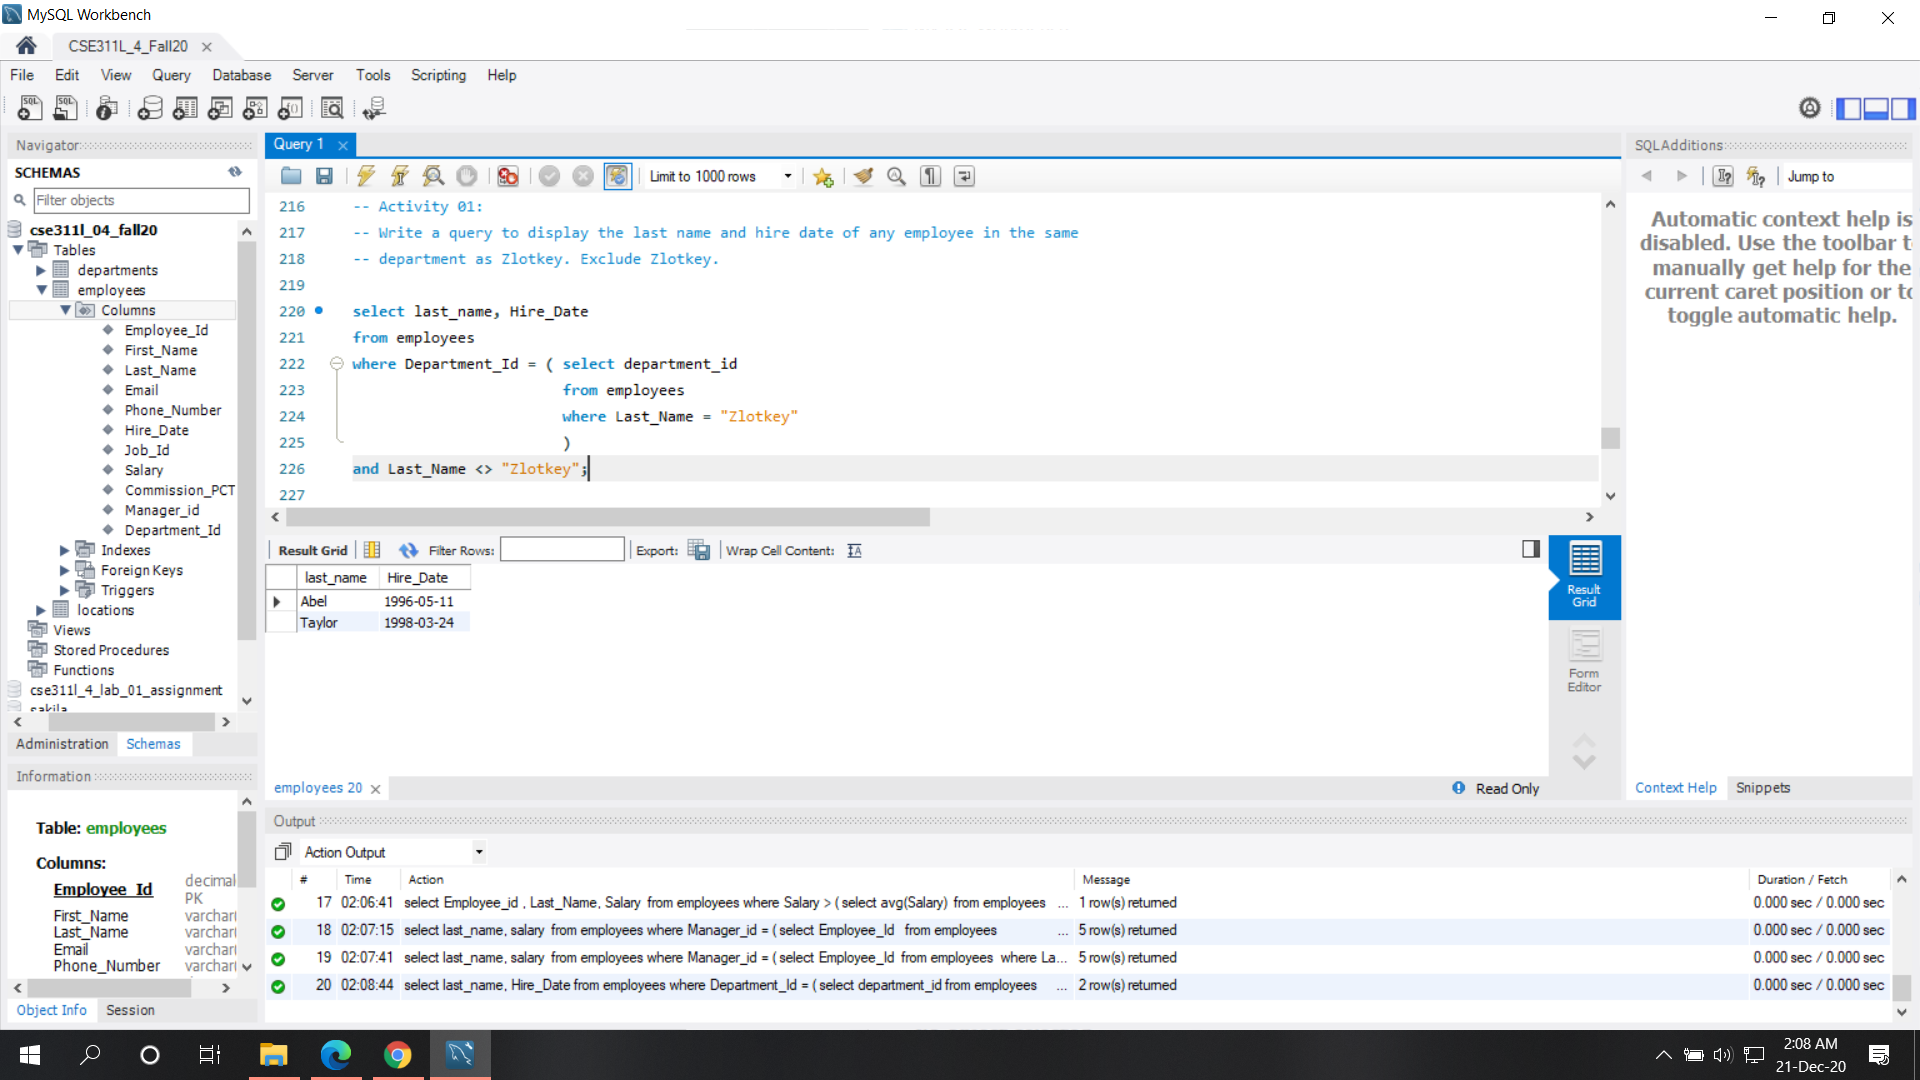 MySQL Workbench
CSE311L_4_Fall20
File Edit View Query Database Server Tools Scripting Help
Navigator
SCHEMAS
Filter objects
cse311l_04_fall20
Tables
departments
employees
Columns
Employee_Id
First_Name
Last_Name
Email
Phone_Number
Hire_Date
Job_Id
Salary
Commission_PCT
Manager_id
Department_Id
Indexes
Foreign Keys
Triggers
locations
Views
Stored Procedures
Functions
cse311l_4_lab_01_assignment
sakila
Administration Schemas
Information
Table: employees
Columns:
Employee_Id decimal
PK
First_Name varchar(
Last_Name varchar(
Email varchar(
Phone_Number varchar(
Object Info Session
Query 1
Limit to 1000 rows
216 -- Activity 01:
217 -- Write a query to display the last name and hire date of any employee in the same
218 -- department as Zlotkey. Exclude Zlotkey.
219
220 select last_name, Hire_Date
221 from employees
222 where Department_Id = ( select department_id
223 from employees
224 where Last_Name = "Zlotkey"
225 )
226 and Last_Name <> "Zlotkey";
227
Result Grid Filter Rows: Export: Wrap Cell Content:
last_name Hire_Date
Abel 1996-05-11
Taylor 1998-03-24
Result
Grid
Form
Editor
employees 20
Read Only
SQLAdditions
Jump to
Automatic context help is
disabled. Use the toolbar t
manually get help for the
current caret position or to
toggle automatic help.
Context Help Snippets
Output
Action Output
# Time Action Message Duration / Fetch
17 02:06:41 select Employee_id , Last_Name, Salary from employees where Salary > ( select avg(Salary) from employees ... 1 row(s) returned 0.000 sec / 0.000 sec
18 02:07:15 select last_name, salary from employees where Manager_id = ( select Employee_Id from employees ... 5 row(s) returned 0.000 sec / 0.000 sec
19 02:07:41 select last_name, salary from employees where Manager_id = ( select Employee_Id from employees where La... 5 row(s) returned 0.000 sec / 0.000 sec
20 02:08:44 select last_name, Hire_Date from employees where Department_Id = ( select department_id from employees ... 2 row(s) returned 0.000 sec / 0.000 sec
2:08 AM
21-Dec-20